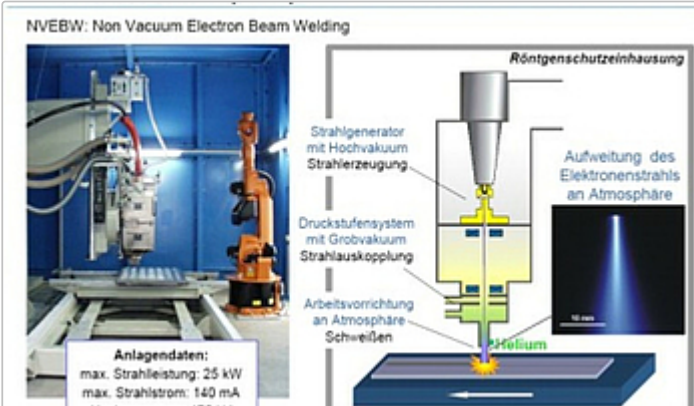 NVEBW: Non Vacuum Electron Beam Welding
Röntgenschutzeinhausung
Strahlgenerator
mit Hochvakuum
Strahlerzeugung
Aufweitung des
Elektronenstrahls
an Atmosphäre
Druckstufensystem
mit Grobvakuum
Strahlauskopplung
10 mm
Arbeitsvorrichtung
an Atmosphäre
Schweißen
Helium
Anlagendaten:
max. Strahlleistung: 25 kW
max. Strahlstrom: 140 mA